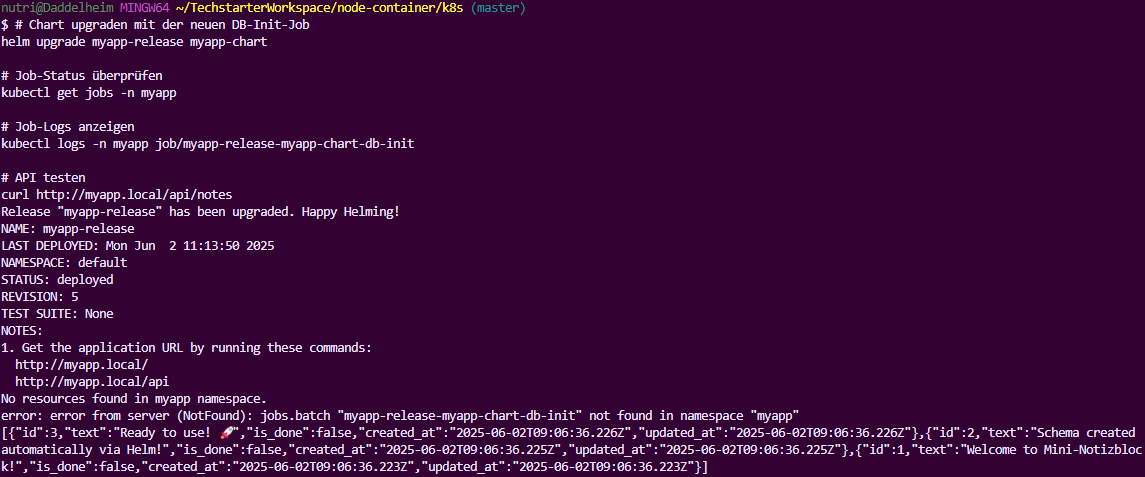 nutri@Daddelheim MINGW64 ~/TechstarterWorkspace/node-container/k8s (master)
$ # Chart upgraden mit der neuen DB-Init-Job
helm upgrade myapp-release myapp-chart
# Job-Status überprüfen
kubectl get jobs -n myapp
# Job-Logs anzeigen
kubectl logs -n myapp job/myapp-release-myapp-chart-db-init
# API testen
curl http://myapp.local/api/notes
Release "myapp-release" has been upgraded. Happy Helming!
NAME: myapp-release
LAST DEPLOYED: Mon Jun  2 11:13:50 2025
NAMESPACE: default
STATUS: deployed
REVISION: 5
TEST SUITE: None
NOTES:
1. Get the application URL by running these commands:
  http://myapp.local/
  http://myapp.local/api
No resources found in myapp namespace.
error: error from server (NotFound): jobs.batch "myapp-release-myapp-chart-db-init" not found in namespace "myapp"
[{"id":3,"text":"Ready to use! 🚀","is_done":false,"created_at":"2025-06-02T09:06:36.226Z","updated_at":"2025-06-02T09:06:36.226Z"},{"id":2,"text":"Schema created
automatically via Helm!","is_done":false,"created_at":"2025-06-02T09:06:36.225Z","updated_at":"2025-06-02T09:06:36.225Z"},{"id":1,"text":"Welcome to Mini-Notizbloc
k!","is_done":false,"created_at":"2025-06-02T09:06:36.223Z","updated_at":"2025-06-02T09:06:36.223Z"}]